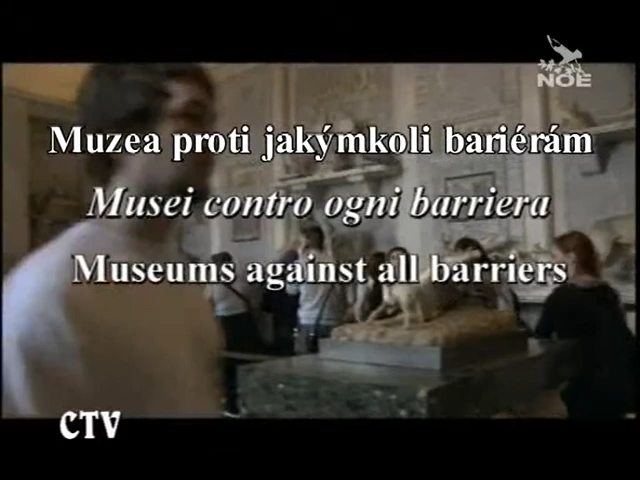 NOE
Muzea proti jakýmkoli bariérám
Musei contro ogni barriera
Museums against all barriers
CTV